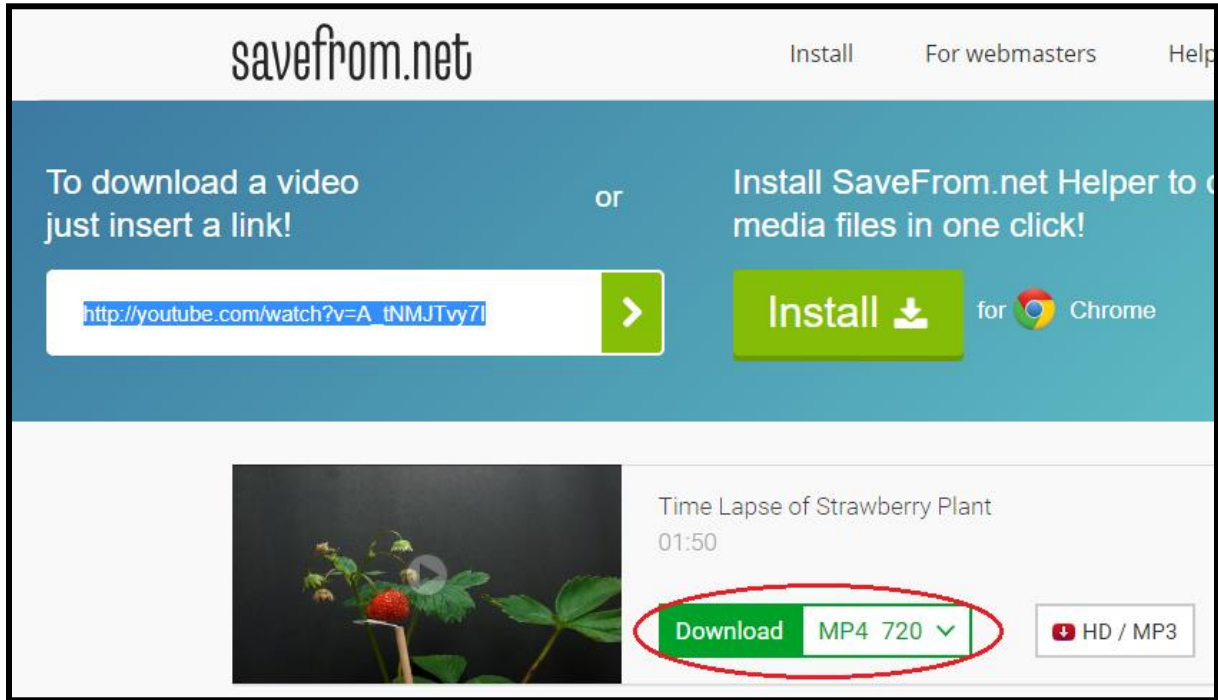 savefrom.net
Install For webmasters Help
To download a video
just insert a link!
or
Install SaveFrom.net Helper to
media files in one click!
http://youtube.com/watch?v=A_tNMJTvy7I
Install
for Chrome
Time Lapse of Strawberry Plant
01:50
Download MP4 720
HD / MP3